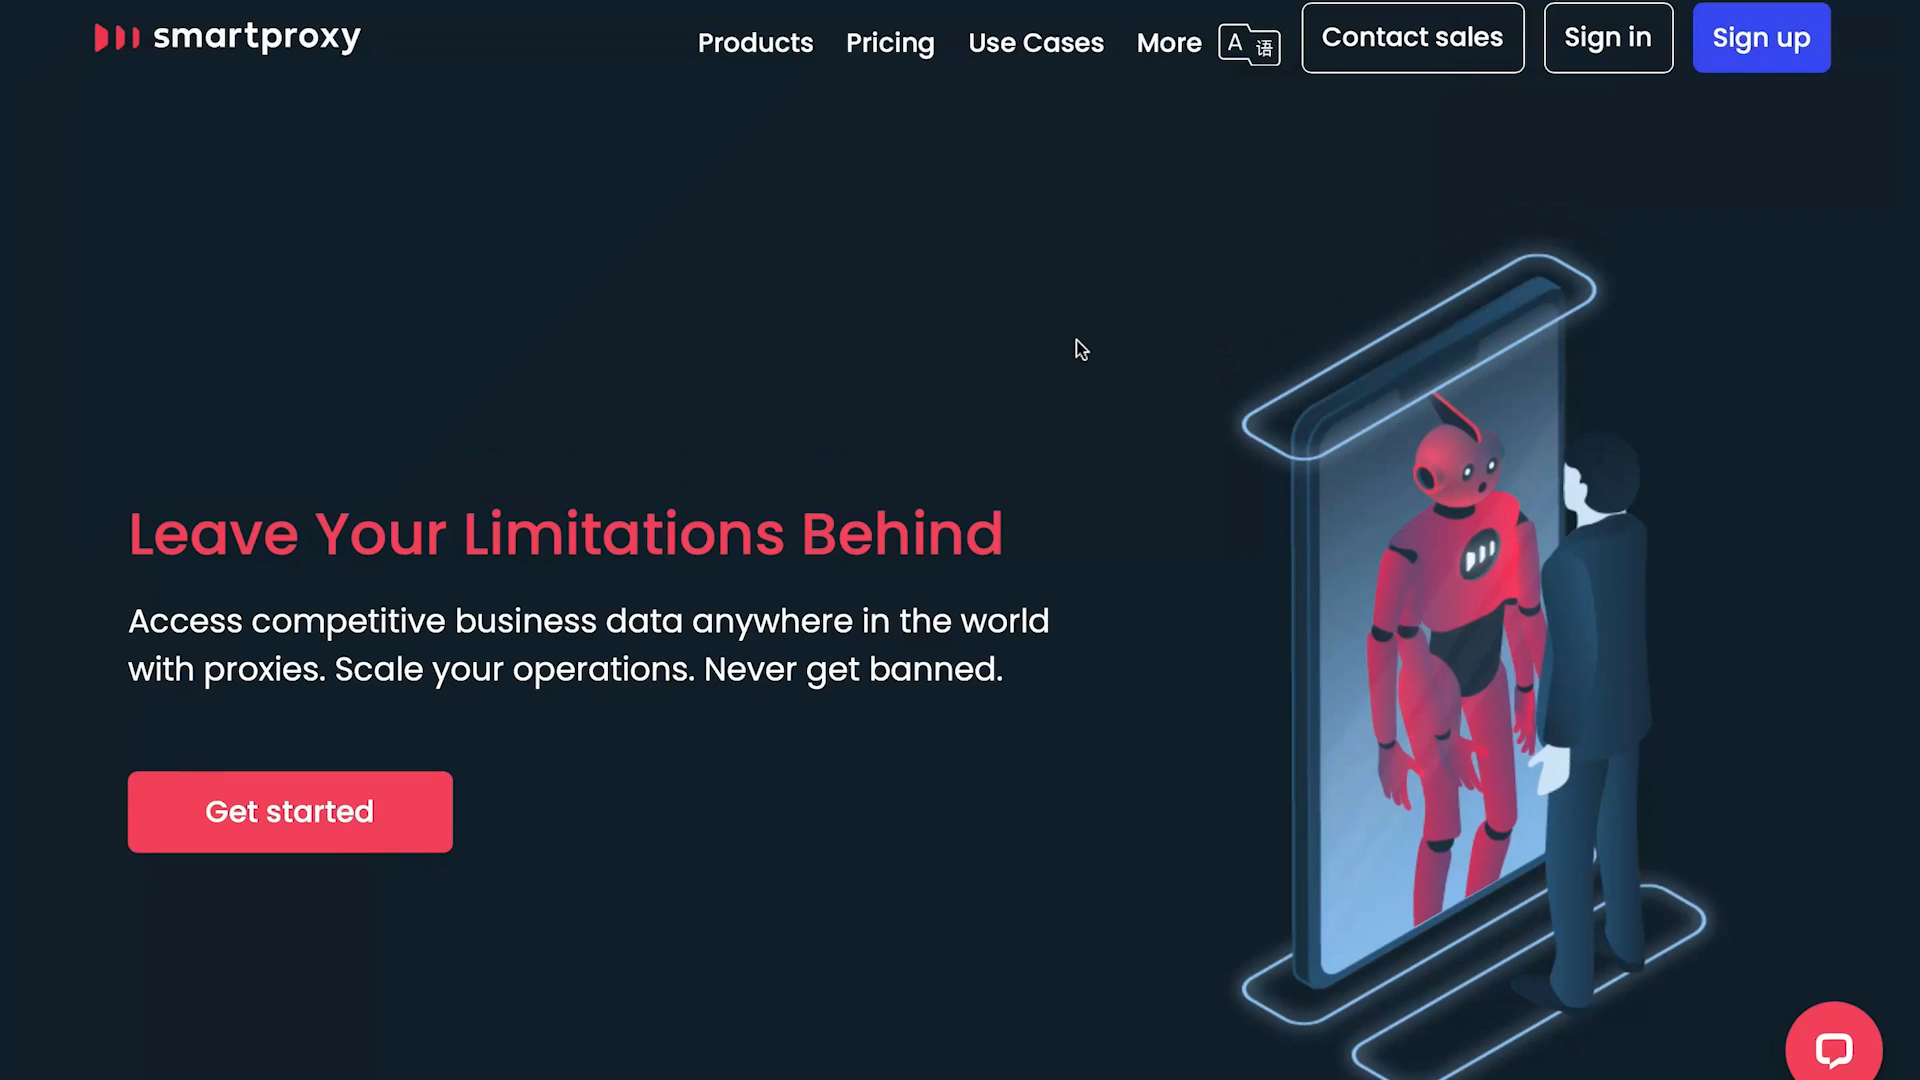 smartproxy
Products
Pricing
Use Cases
More
A 语
Contact sales
Sign in
Sign up
Leave Your Limitations Behind
Access competitive business data anywhere in the world
with proxies. Scale your operations. Never get banned.
Get started